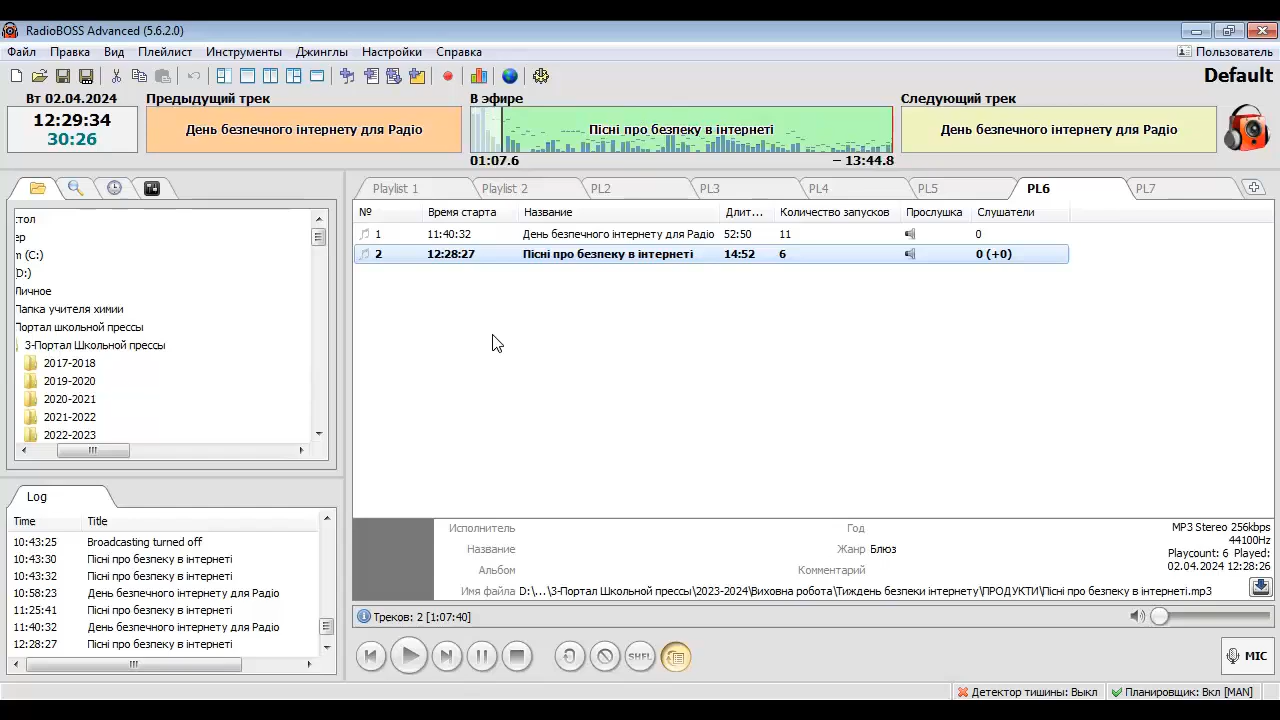 RadioBOSS Advanced (5.6.2.0)
Файл Правка Вид Плейлист Инструменты Джинглы Настройки Справка Пользователь
Default
Вт 02.04.2024 Предыдущий трек В эфире Следующий трек
12:29:34
30:26
День безпечного інтернету для Радіо
Пісні про безпеку в інтернеті
День безпечного інтернету для Радіо
01:07.6 – 13:44.8
Playlist 1 Playlist 2 PL2 PL3 PL4 PL5 PL6 PL7
№ Время старта Название Длит... Количество запусков Прослушка Слушатели
1 11:40:32 День безпечного інтернету для Радіо 52:50 11 0
2 12:28:27 Пісні про безпеку в інтернеті 14:52 6 0 (+0)
тол
ер
m (C:)
(D:)
Личное
Папка учителя химии
Портал школьной прессы
3-Портал Школьной прессы
2017-2018
2019-2020
2020-2021
2021-2022
2022-2023
Log
Time Title
10:43:25 Broadcasting turned off
10:43:30 Пісні про безпеку в інтернеті
10:43:32 Пісні про безпеку в інтернеті
10:58:23 День безпечного інтернету для Радіо
11:25:41 Пісні про безпеку в інтернеті
11:40:32 День безпечного інтернету для Радіо
12:28:27 Пісні про безпеку в інтернеті
Исполнитель Год
Название Жанр Блюз
Альбом Комментарий
Имя файла D:\...\3-Портал Школьной прессы\2023-2024\Виховна робота\Тиждень безпеки інтернету\ПРОДУКТИ\Пісні про безпеку в інтернеті.mp3
MP3 Stereo 256kbps
44100Hz
Playcount: 6 Played:
02.04.2024 12:28:26
Треков: 2 [1:07:40]
SHFL
MIC
Детектор тишины: Выкл Планировщик: Вкл [MAN]